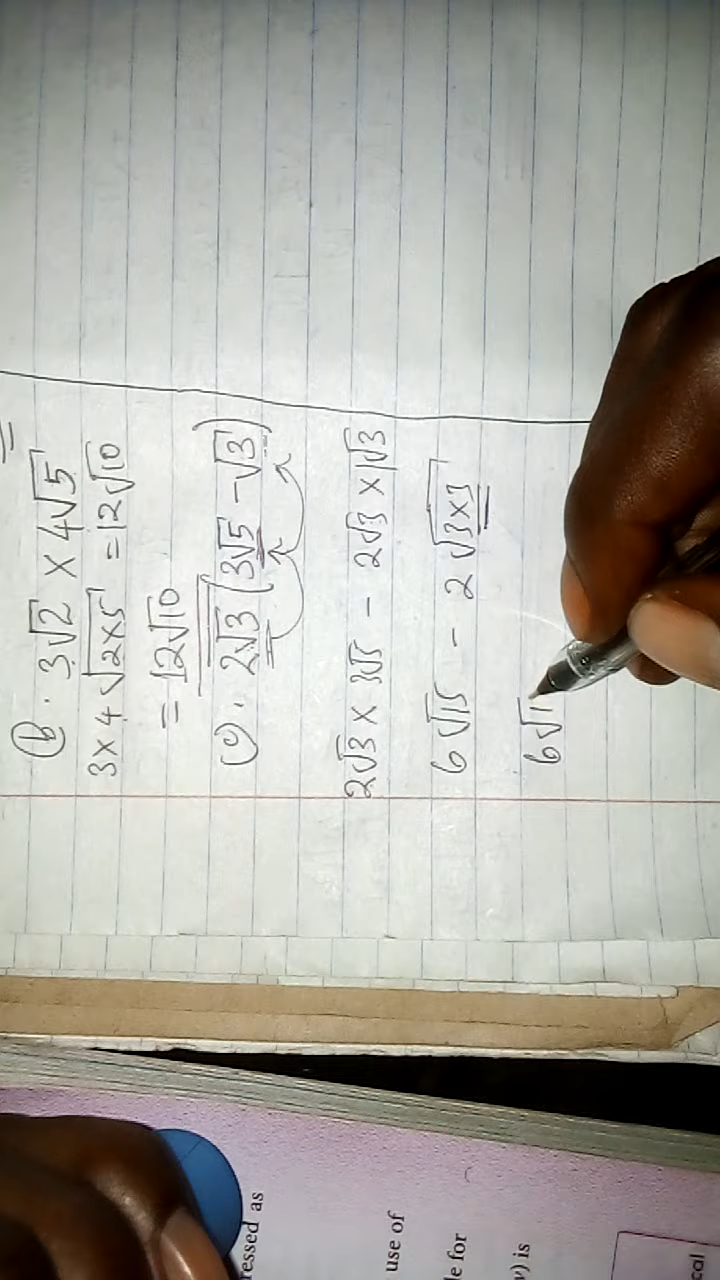 (b. 3√2 × 4√5
3×4√2×5 = 12√10
= 12√10
(c). 2√3(3√5 - √3)
2√3 × 3√5 - 2√3 × 1√3
6√15 - 2√3×3
6√1
ressed as
use of
e for
v) is
cal